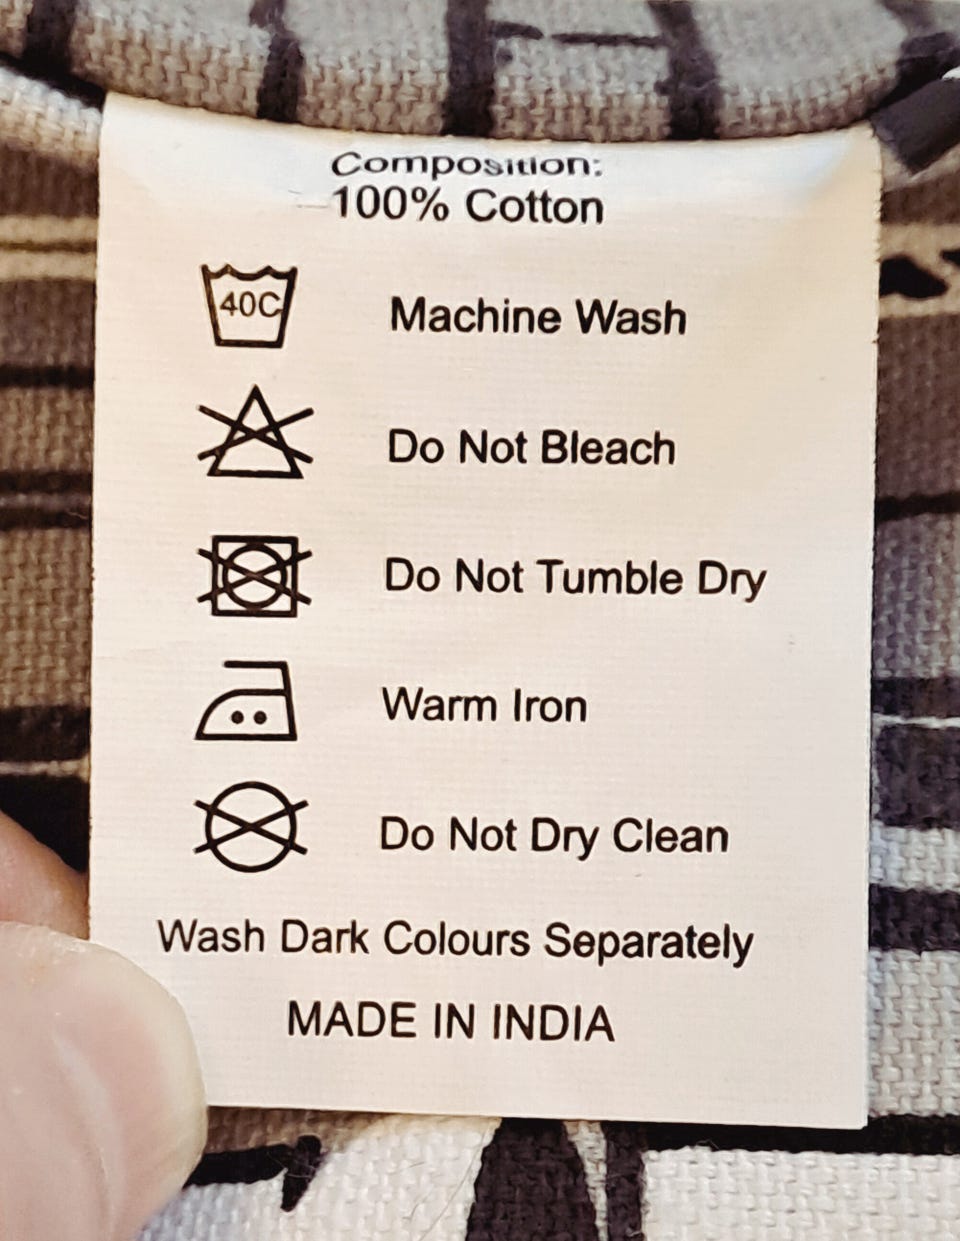 Composition:
100% Cotton
40C Machine Wash
Do Not Bleach
Do Not Tumble Dry
Warm Iron
Do Not Dry Clean
Wash Dark Colours Separately
MADE IN INDIA